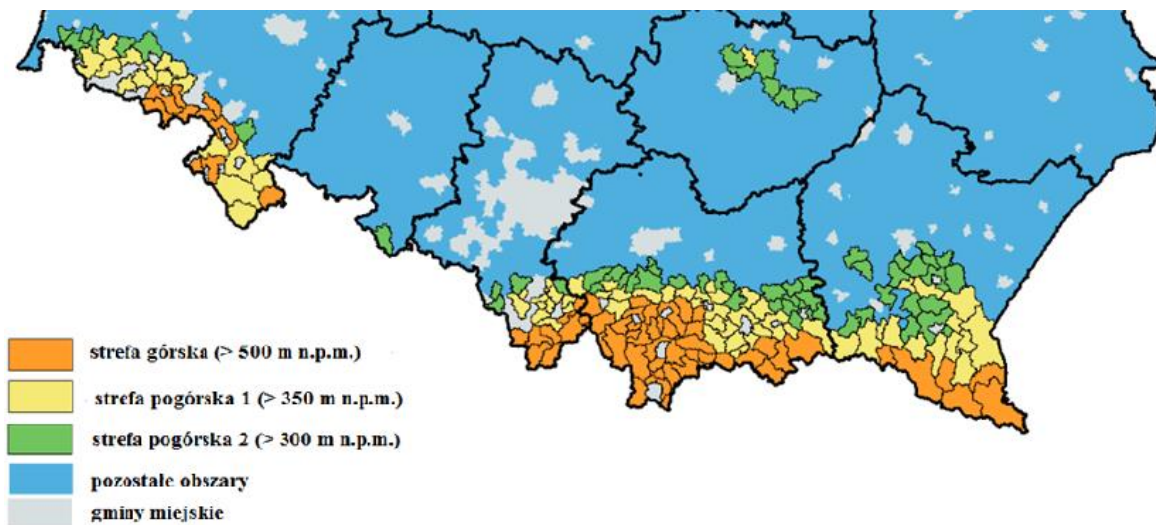 strefa górska (> 500 m n.p.m.)
strefa pogórska 1 (> 350 m n.p.m.)
strefa pogórska 2 (> 300 m n.p.m.)
pozostałe obszary
gminy miejskie